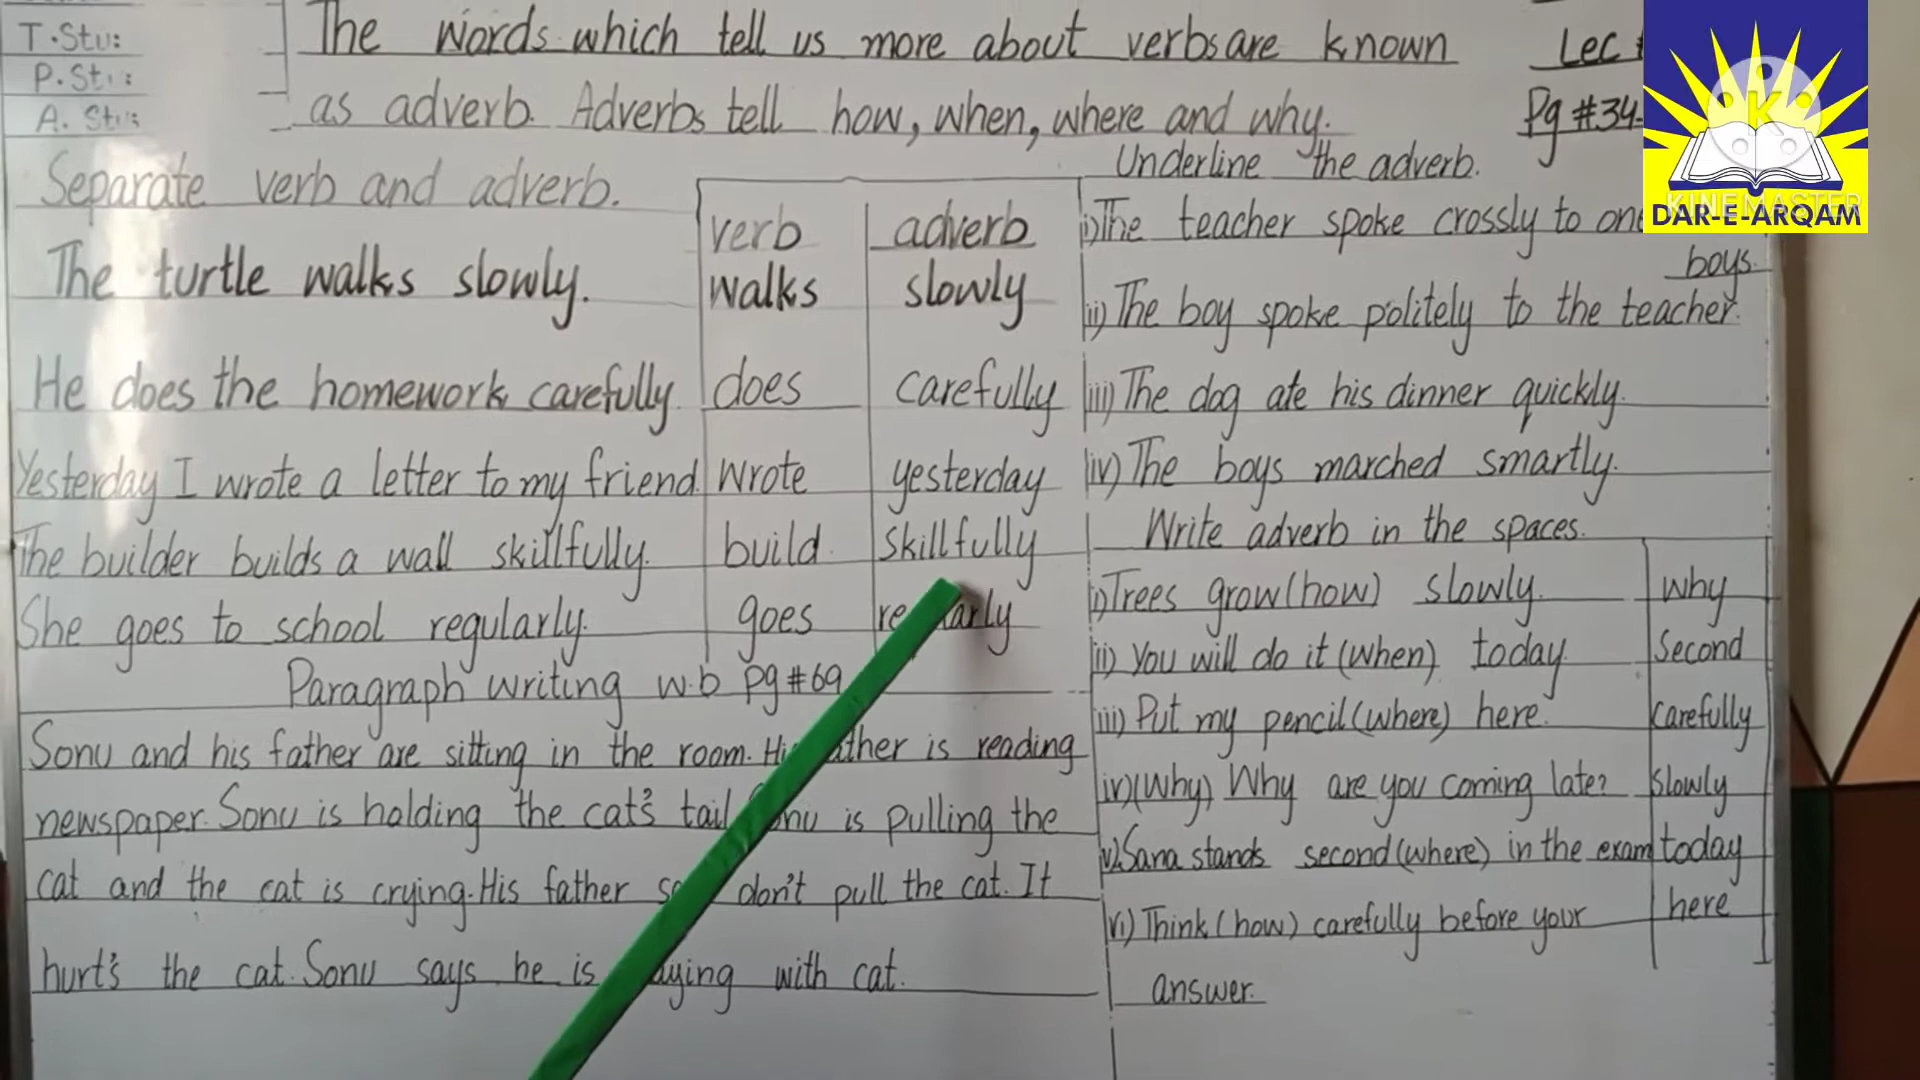 T.Stu:
P.Stu:
A.Stu:
The words which tell us more about verbs are known
as adverb. Adverbs tell how, when, where and why.
Lec
Pg #34
DAR-E-ARQAM
KINEMASTER
K
Separate verb and adverb.
verb adverb
The turtle walks slowly. walks slowly
He does the homework carefully does carefully
Yesterday I wrote a letter to my friend. wrote yesterday
The builder builds a wall skillfully. build skillfully
She goes to school regularly. goes
Paragraph writing w.b Pg #69
Sonu and his father are sitting in the room. His father is reading
newspaper. Sonu is holding the cat's tail. Sonu is pulling the
cat and the cat is crying. His father don't pull the cat. It
hurt's the cat. Sonu says he is playing with cat.
Underline the adverb.
i) The teacher spoke crossly to one
boys.
ii) The boy spoke politely to the teacher.
iii) The dog ate his dinner quickly.
iv) The boys marched smartly.
Write adverb in the spaces.
i) Trees grow (how) slowly. why
ii) You will do it (when) today. Second
iii) Put my pencil (where) here. carefully
iv) (Why) Why are you coming late? slowly
v) Sana stands second (where) in the exam today
vi) Think (how) carefully before your here
answer.